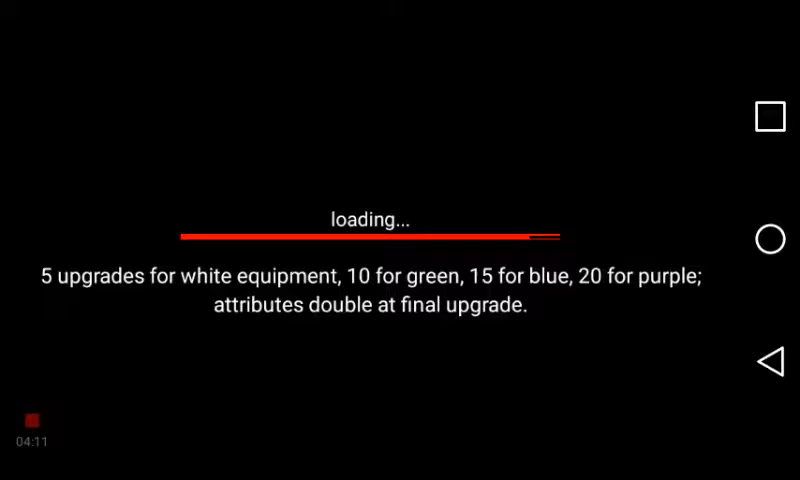 loading...
5 upgrades for white equipment, 10 for green, 15 for blue, 20 for purple;
attributes double at final upgrade.
04:11